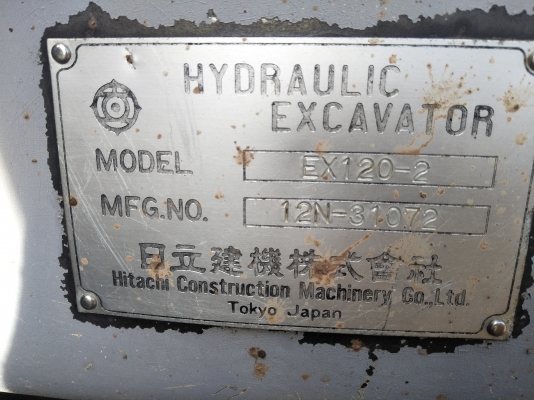 HYDRAULIC
EXCAVATOR
MODEL EX120-2
MFG.NO. 12N-31072
日立建機株式會社
Hitachi Construction Machinery Co.,Ltd.
Tokyo Japan